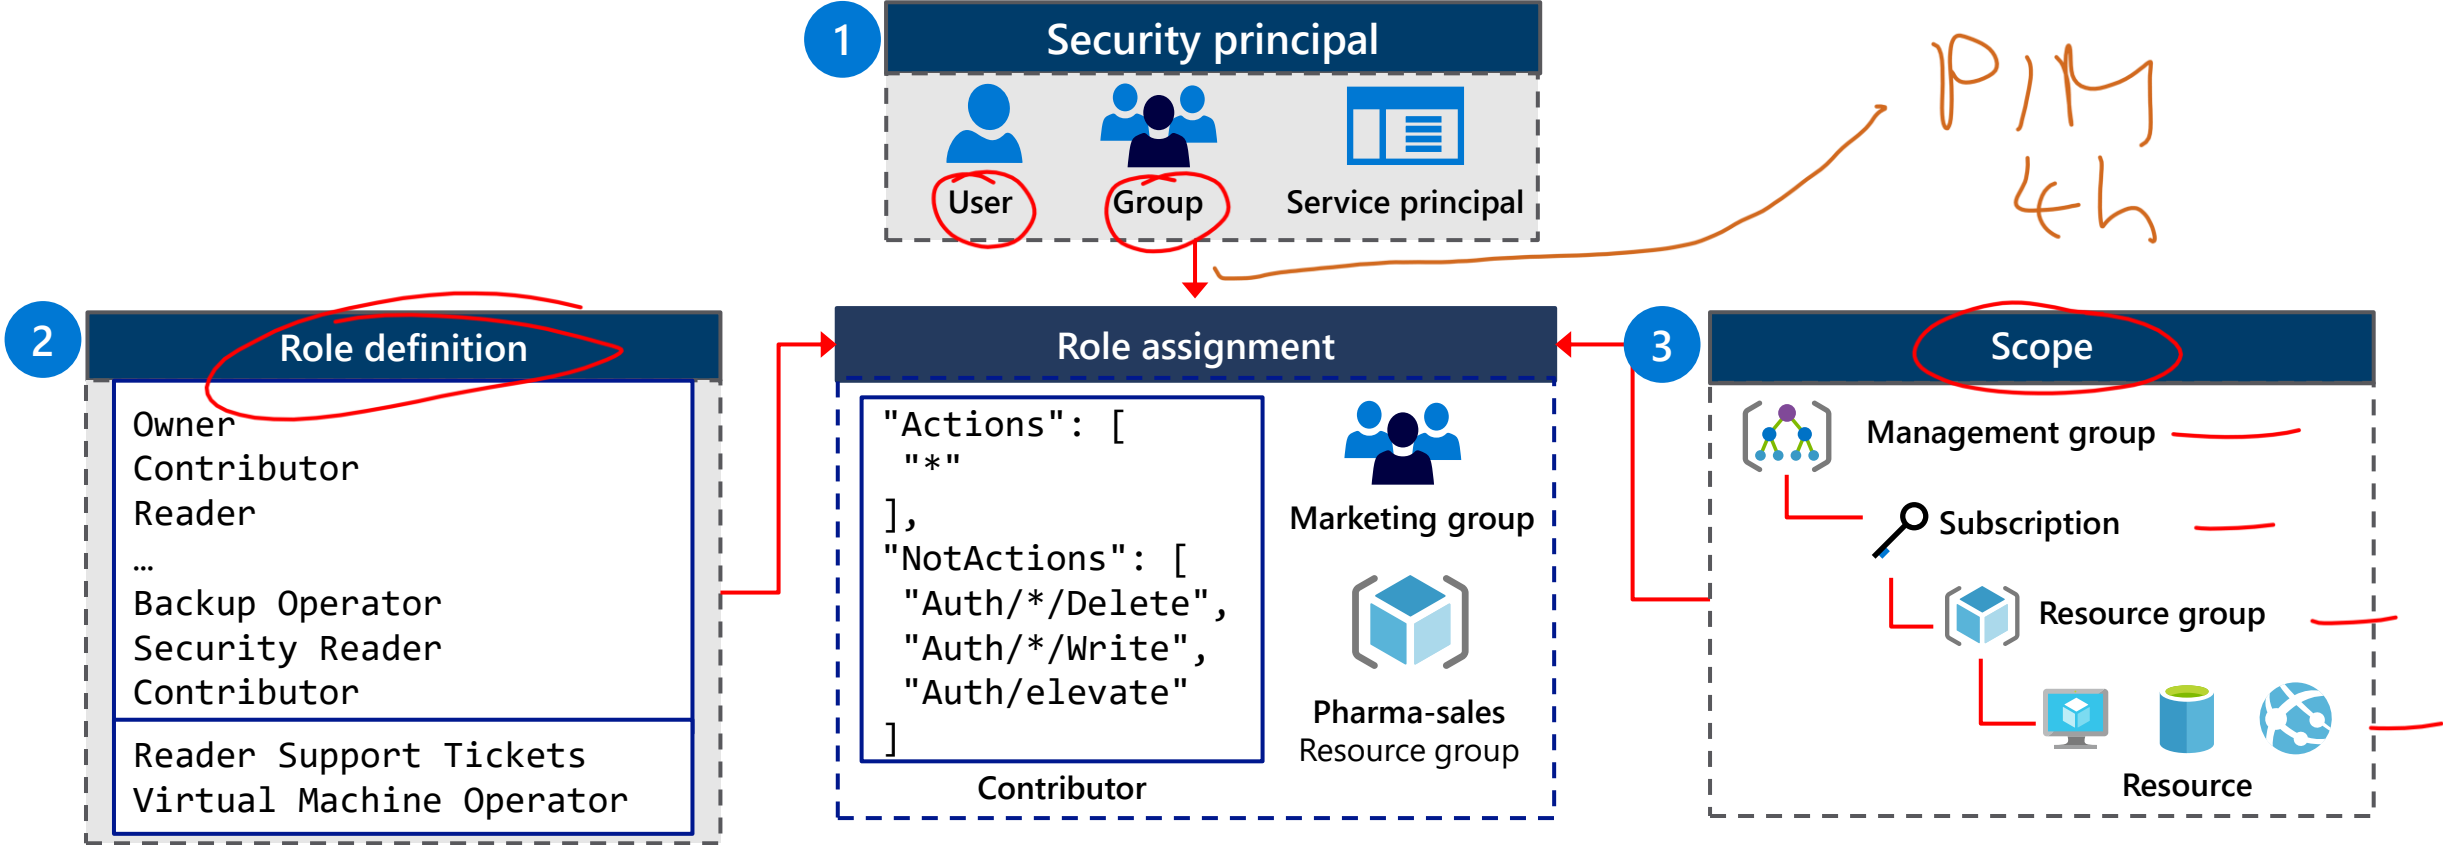 1
Security principal
User
Group
Service principal
PIM
4h
2
Role definition
Owner
Contributor
Reader
…
Backup Operator
Security Reader
Contributor
Reader Support Tickets
Virtual Machine Operator
Role assignment
"Actions": [
"*"
],
"NotActions": [
"Auth/*/Delete",
"Auth/*/Write",
"Auth/elevate"
]
Contributor
Marketing group
Pharma-sales
Resource group
3
Scope
Management group
Subscription
Resource group
Resource